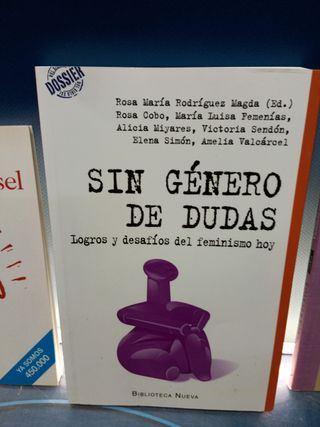 DOSSIER
Rosa María Rodríguez Magda (Ed.)
Rosa Cobo, María Luisa Femenías,
Alicia Miyares, Victoria Sendón,
Elena Simón, Amelia Valcárcel
SIN GÉNERO
DE DUDAS
Logros y desafíos del feminismo hoy
BIBLIOTECA NUEVA
sel
YA SOMOS
450.000